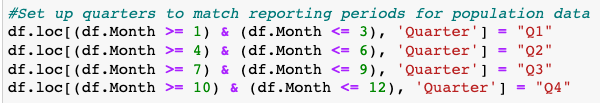 #Set up quarters to match reporting periods for population data
df.loc[(df.Month >= 1) & (df.Month <= 3), 'Quarter'] = "Q1"
df.loc[(df.Month >= 4) & (df.Month <= 6), 'Quarter'] = "Q2"
df.loc[(df.Month >= 7) & (df.Month <= 9), 'Quarter'] = "Q3"
df.loc[(df.Month >= 10) & (df.Month <= 12), 'Quarter'] = "Q4"